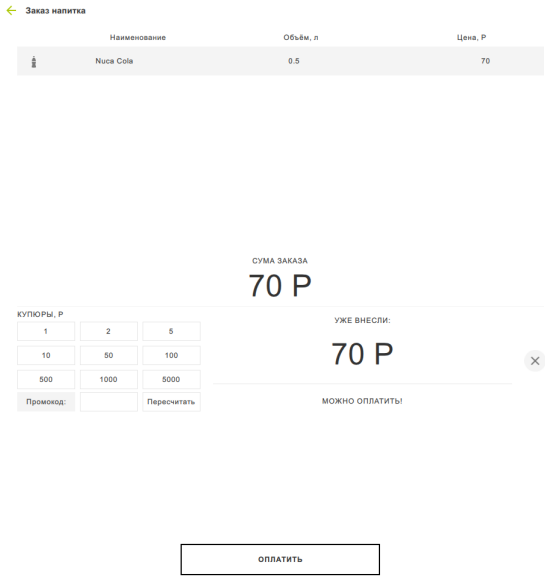 Заказ напитка
Наименование Объём, л Цена, Р
Nuca Cola 0.5 70
СУМА ЗАКАЗА
70 Р
КУПЮРЫ, Р
1 2 5
10 50 100
500 1000 5000
Промокод: Пересчитать
УЖЕ ВНЕСЛИ:
70 Р
МОЖНО ОПЛАТИТЬ!
ОПЛАТИТЬ